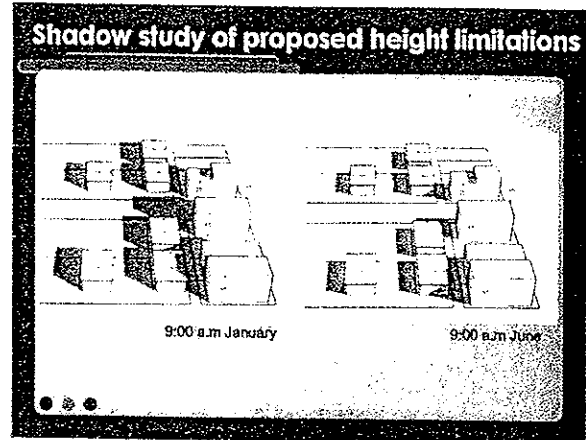 Shadow study of proposed height limitations
9:00 a.m January
9:00 a.m June